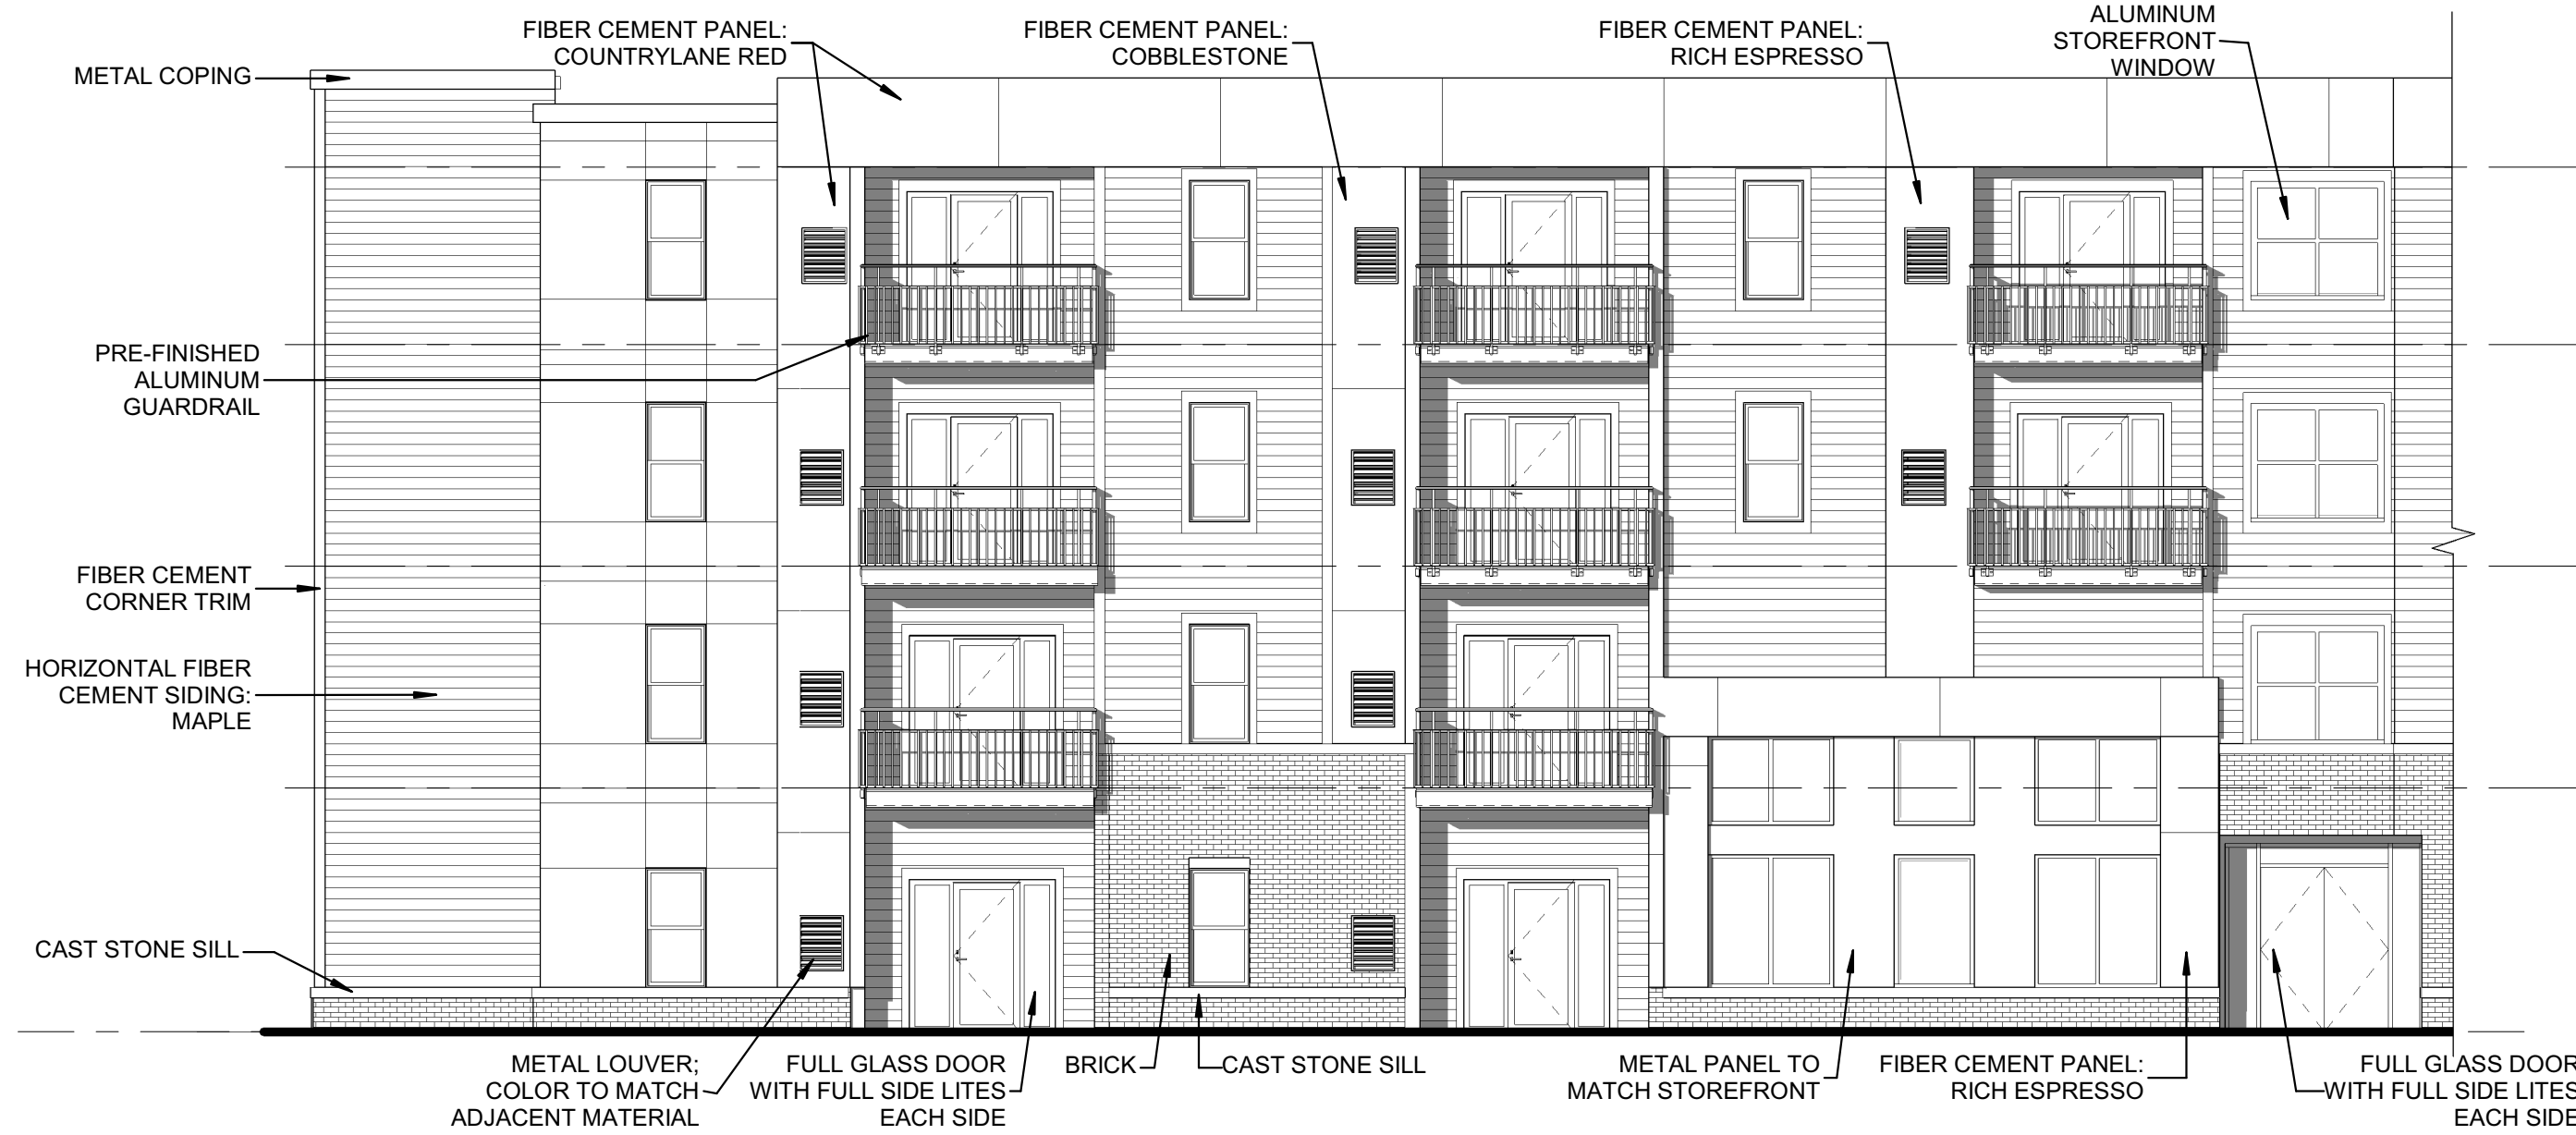 FIBER CEMENT PANEL:
COUNTRYLANE RED
FIBER CEMENT PANEL:
COBBLESTONE
FIBER CEMENT PANEL:
RICH ESPRESSO
ALUMINUM
STOREFRONT
WINDOW
METAL COPING
PRE-FINISHED
ALUMINUM
GUARDRAIL
FIBER CEMENT
CORNER TRIM
HORIZONTAL FIBER
CEMENT SIDING:
MAPLE
CAST STONE SILL
METAL LOUVER;
COLOR TO MATCH
ADJACENT MATERIAL
FULL GLASS DOOR
WITH FULL SIDE LITES
EACH SIDE
BRICK
CAST STONE SILL
METAL PANEL TO
MATCH STOREFRONT
FIBER CEMENT PANEL:
RICH ESPRESSO
FULL GLASS DOOR
WITH FULL SIDE LITES
EACH SIDE